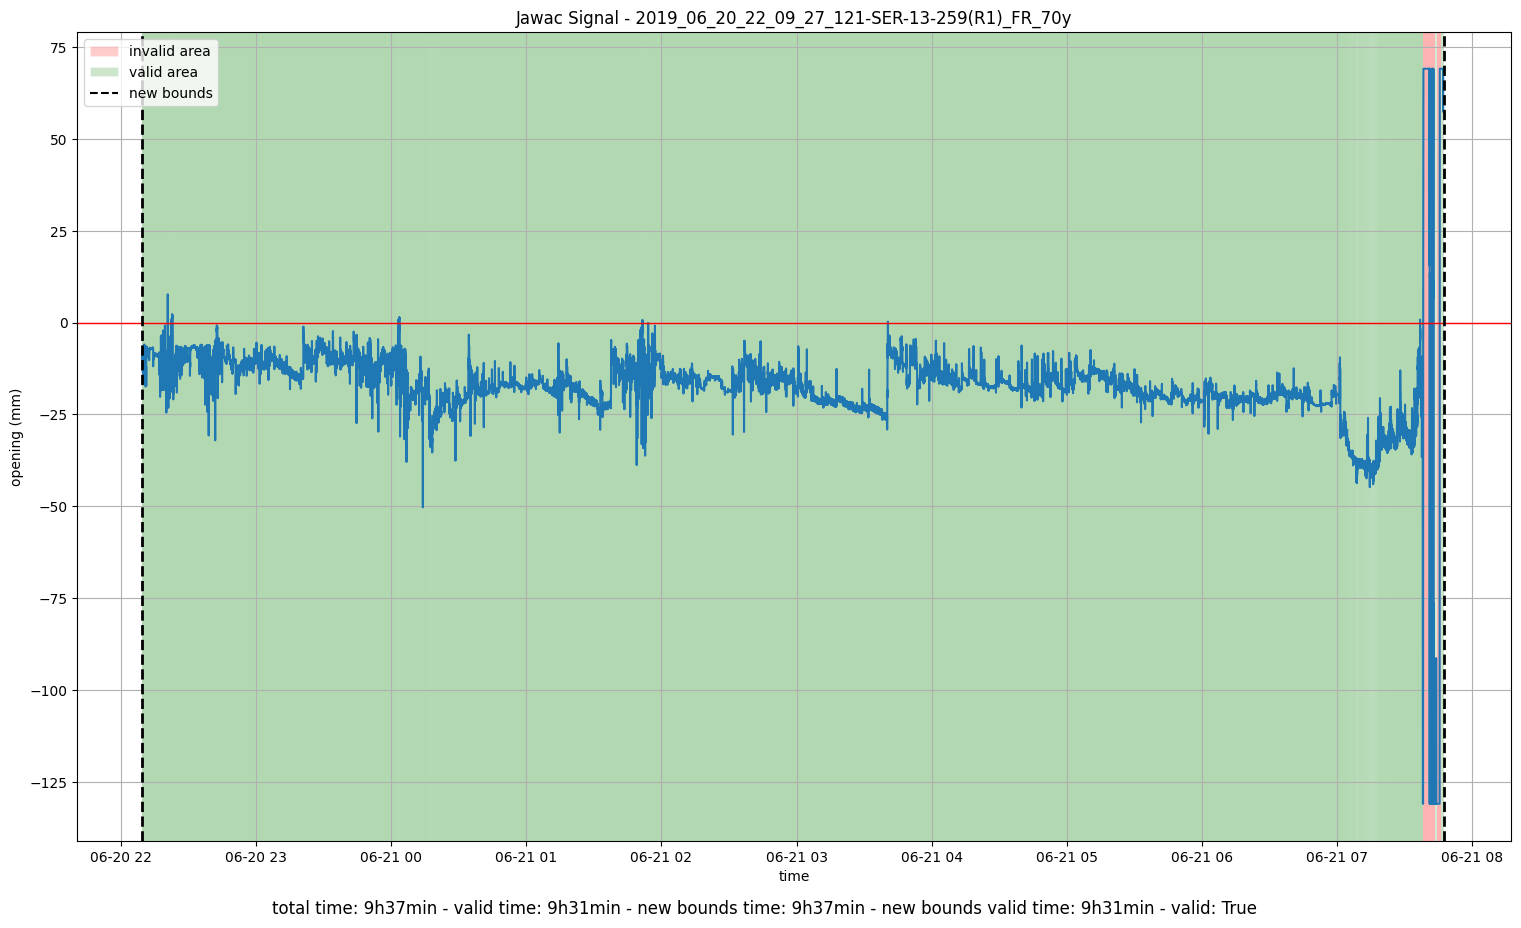 Jawac Signal - 2019_06_20_22_09_27_121-SER-13-259(R1)_FR_70y
invalid area
valid area
new bounds
75
50
25
0
−25
−50
−75
−100
−125
opening (mm)
06-20 22
06-20 23
06-21 00
06-21 01
06-21 02
06-21 03
06-21 04
06-21 05
06-21 06
06-21 07
06-21 08
time
total time: 9h37min - valid time: 9h31min - new bounds time: 9h37min - new bounds valid time: 9h31min - valid: True